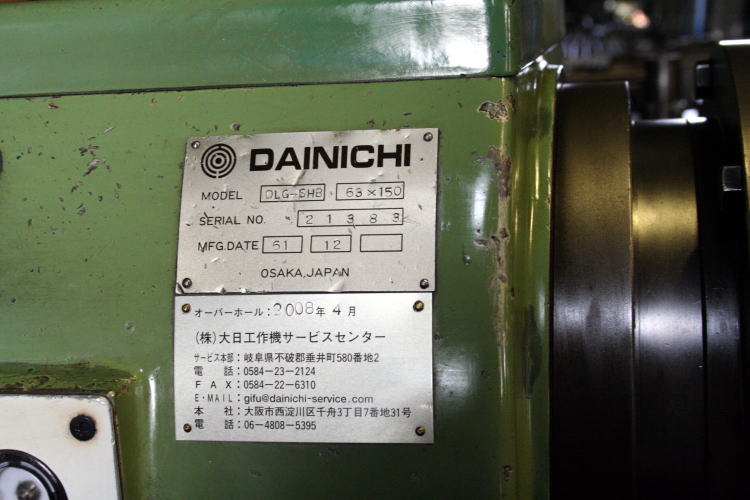 DAINICHI
MODEL DLG-SHB 63×150
SERIAL NO. 21383
MFG.DATE 61 12
OSAKA,JAPAN
オーバーホール:2008年4月
(株)大日工作機サービスセンター
サービス本部:岐阜県不破郡垂井町580番地2
電話:0584-23-2124
FAX:0584-22-6310
E-MAIL:gifu@dainichi-service.com
本社:大阪市西淀川区千舟3丁目7番地31号
電話:06-4808-5395